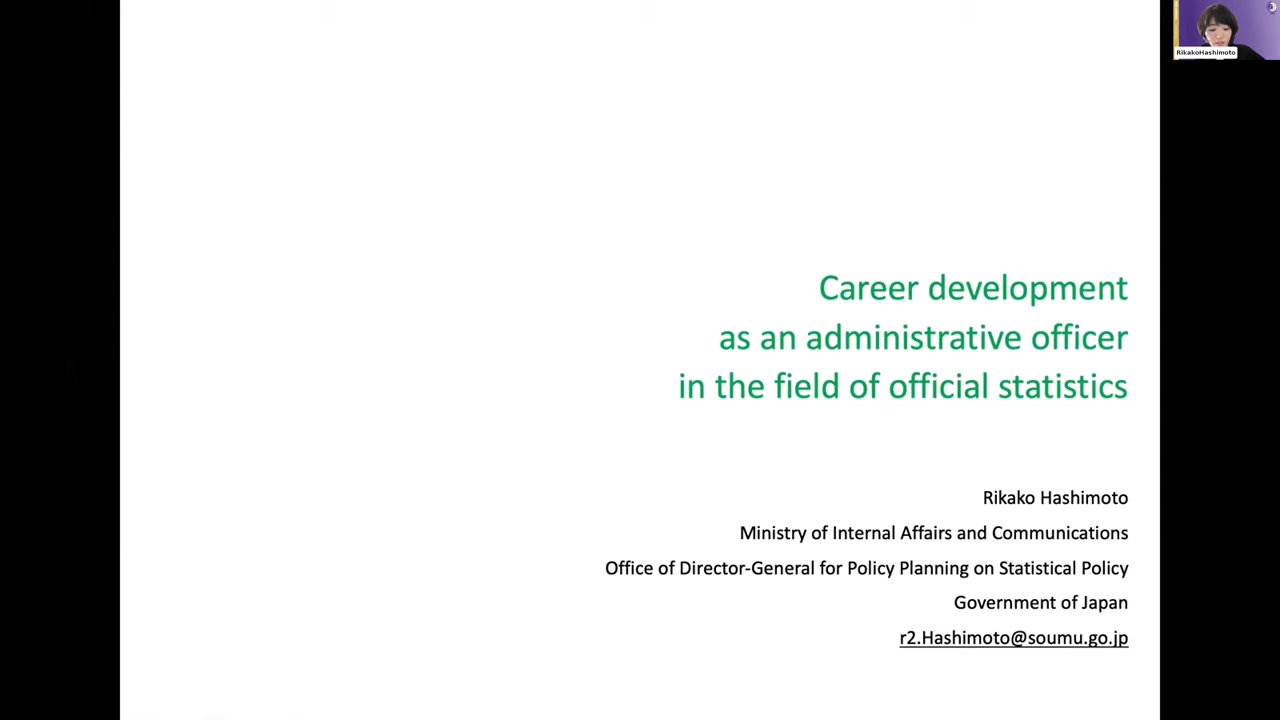 RikakoHashimoto
Career development
as an administrative officer
in the field of official statistics
Rikako Hashimoto
Ministry of Internal Affairs and Communications
Office of Director-General for Policy Planning on Statistical Policy
Government of Japan
r2.Hashimoto@soumu.go.jp